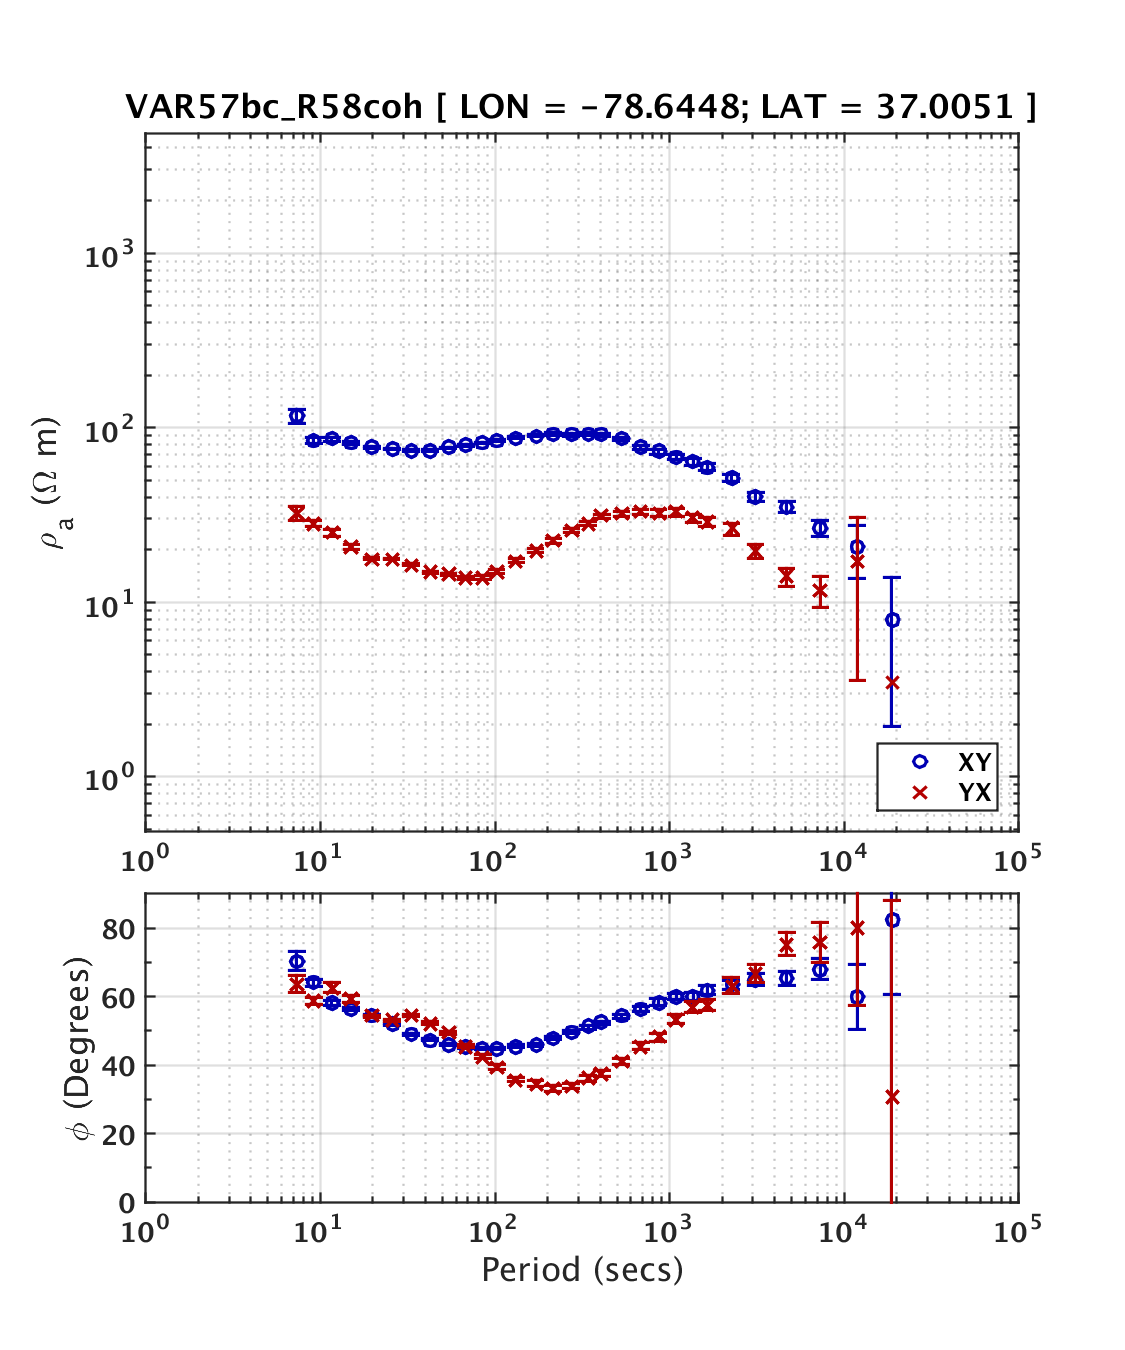 VAR57bc_R58coh [ LON = -78.6448; LAT = 37.0051 ]
10³
10²
10¹
10⁰
ρₐ (Ω m)
XY
YX
10⁰ 10¹ 10² 10³ 10⁴ 10⁵
80
60
40
20
0
ϕ (Degrees)
10⁰ 10¹ 10² 10³ 10⁴ 10⁵
Period (secs)